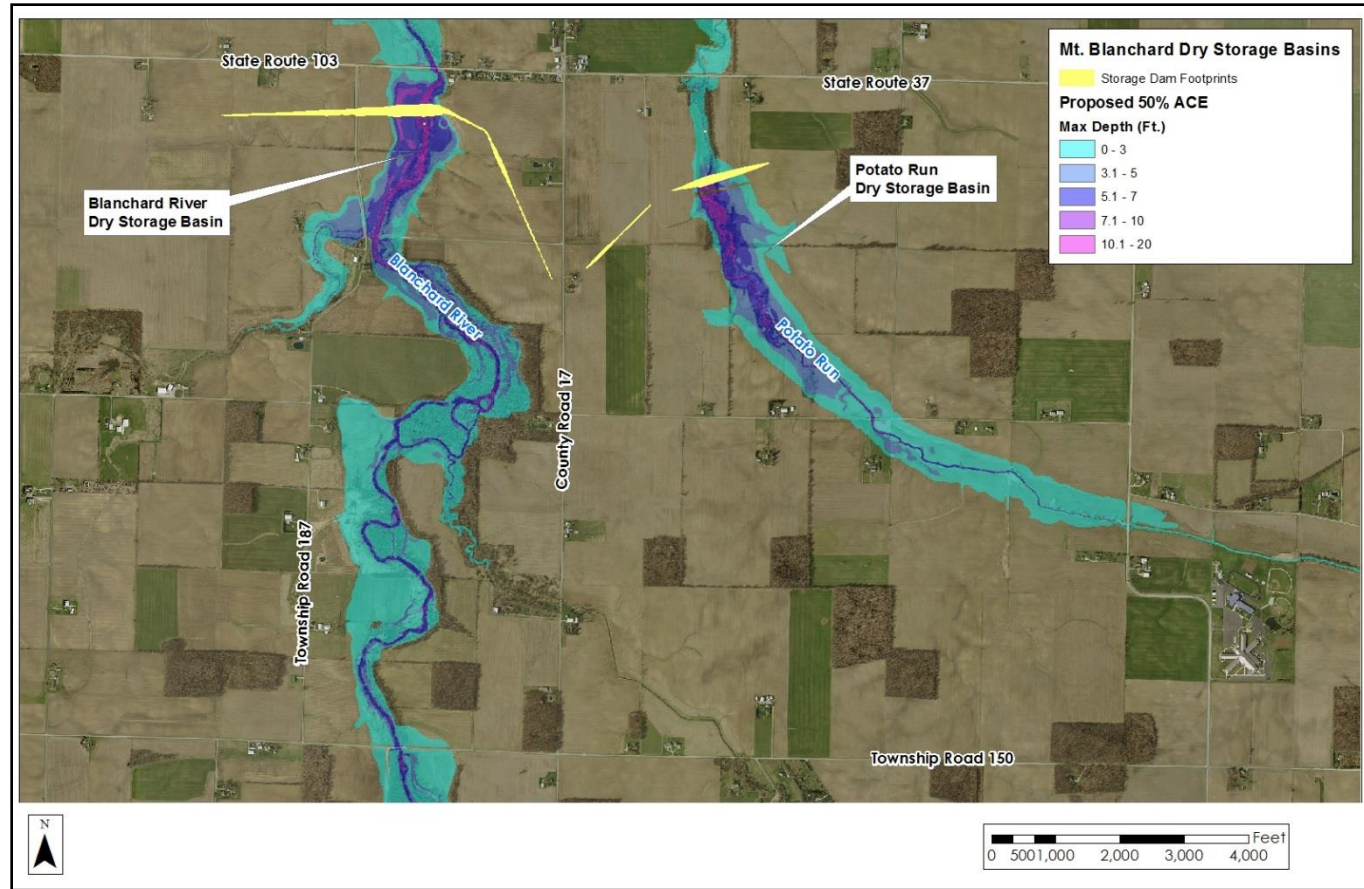 State Route 103
State Route 37
Mt. Blanchard Dry Storage Basins
Storage Dam Footprints
Proposed 50% ACE
Max Depth (Ft.)
0 - 3
3.1 - 5
5.1 - 7
7.1 - 10
10.1 - 20
Blanchard River
Dry Storage Basin
Potato Run
Dry Storage Basin
Blanchard River
Potato Run
County Road 17
Township Road 187
Township Road 150
N
Feet
0 500 1,000 2,000 3,000 4,000